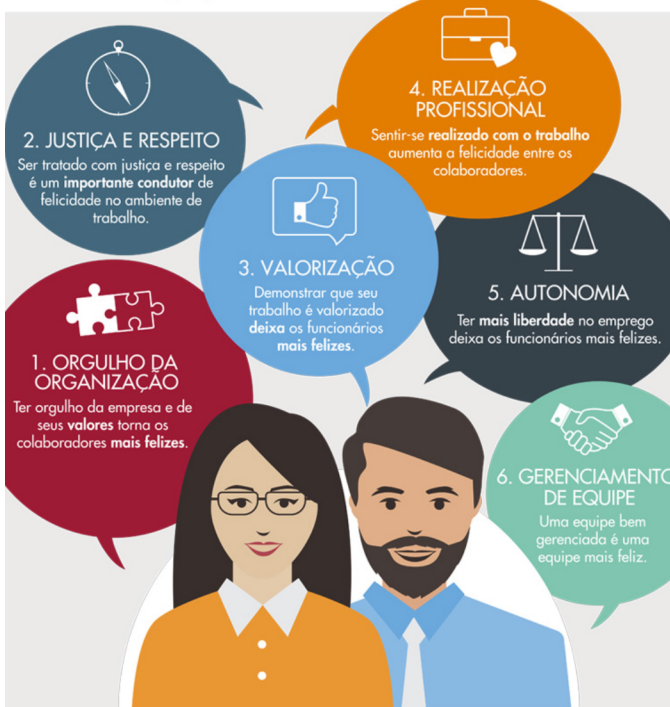 1. ORGULHO DA
ORGANIZAÇÃO
Ter orgulho da empresa e de
seus valores torna os
colaboradores mais felizes.
2. JUSTIÇA E RESPEITO
Ser tratado com justiça e respeito
é um importante condutor de
felicidade no ambiente de
trabalho.
3. VALORIZAÇÃO
Demonstrar que seu
trabalho é valorizado
deixa os funcionários
mais felizes.
4. REALIZAÇÃO
PROFISSIONAL
Sentir-se realizado com o trabalho
aumenta a felicidade entre os
colaboradores.
5. AUTONOMIA
Ter mais liberdade no emprego
deixa os funcionários mais felizes.
6. GERENCIAMENTO
DE EQUIPE
Uma equipe bem
gerenciada é uma
equipe mais feliz.